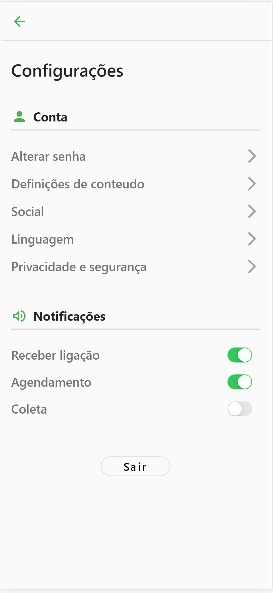 Configurações
Conta
Alterar senha
Definições de conteudo
Social
Linguagem
Privacidade e segurança
Notificações
Receber ligação
Agendamento
Coleta
Sair